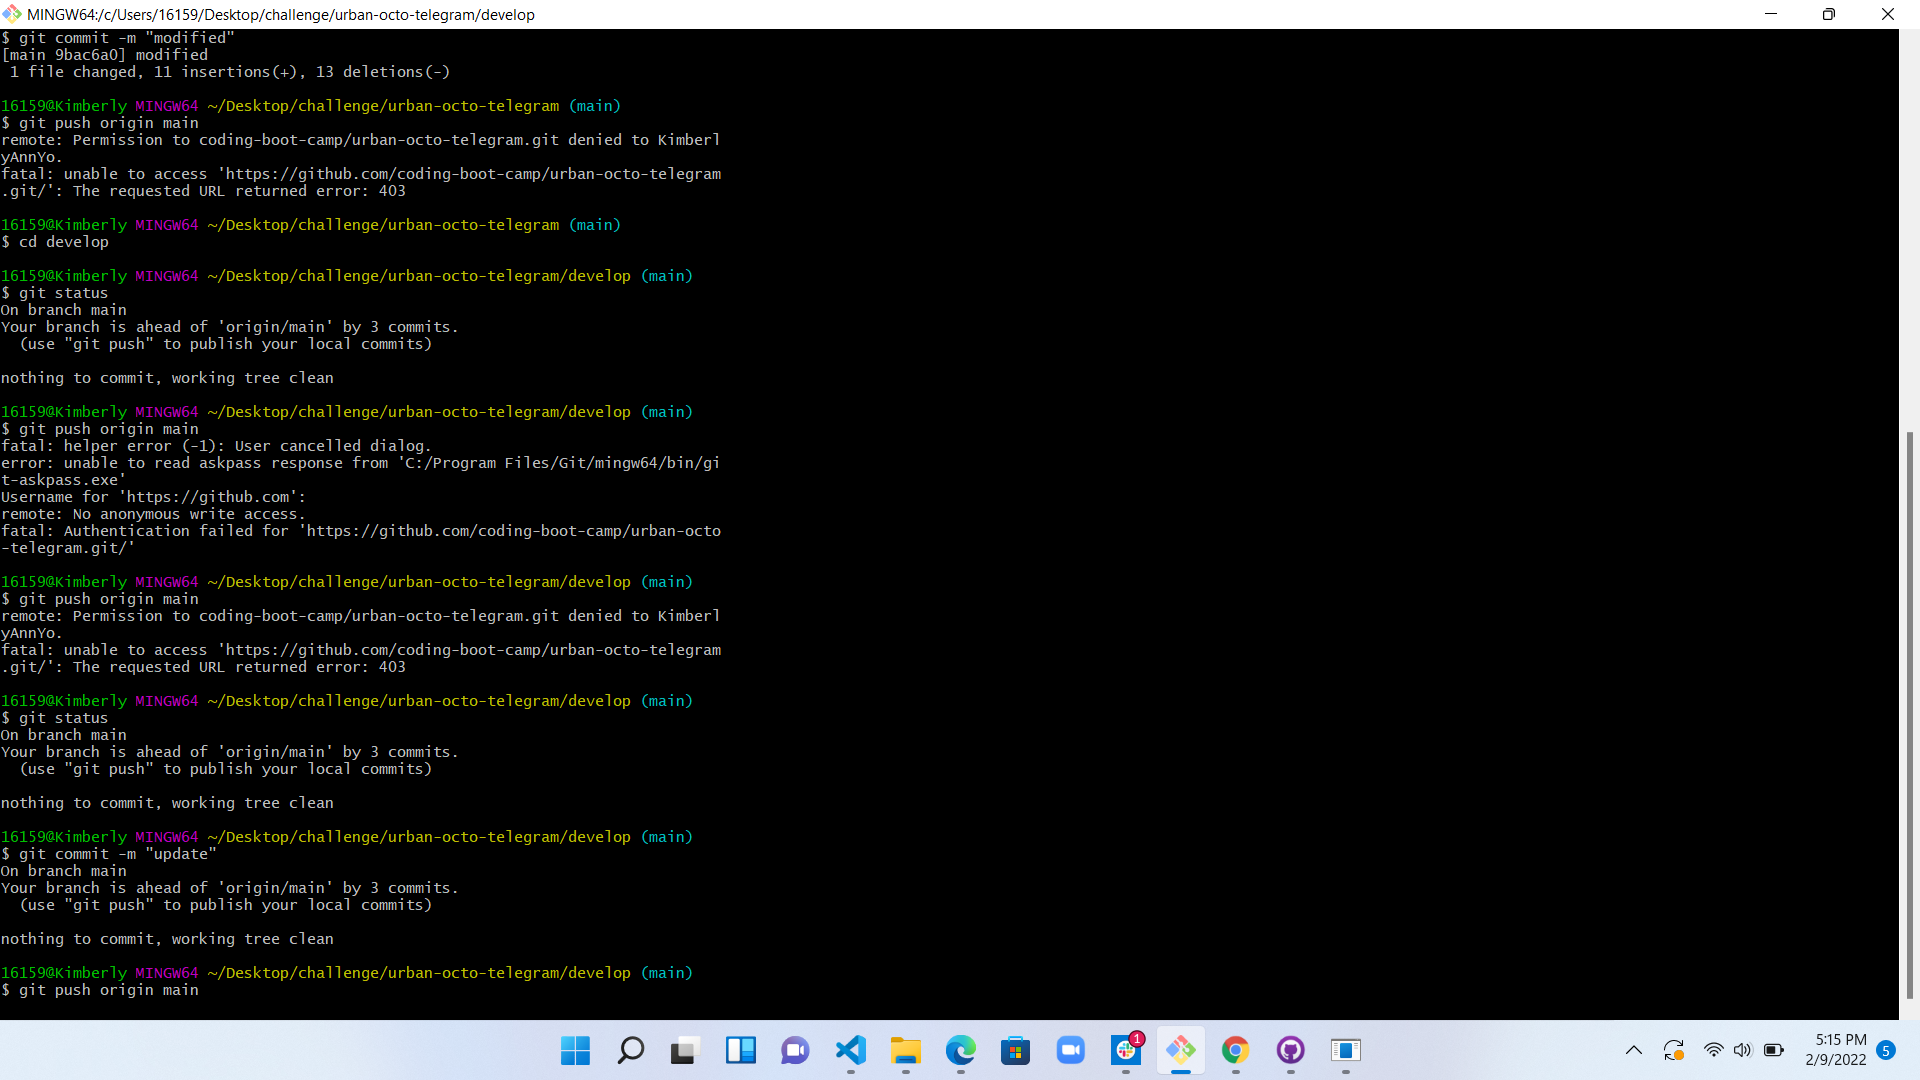 MINGW64:/c/Users/16159/Desktop/challenge/urban-octo-telegram/develop
$ git commit -m "modified"
[main 9bac6a0] modified
 1 file changed, 11 insertions(+), 13 deletions(-)
16159@Kimberly MINGW64 ~/Desktop/challenge/urban-octo-telegram (main)
$ git push origin main
remote: Permission to coding-boot-camp/urban-octo-telegram.git denied to Kimberl
yAnnYo.
fatal: unable to access 'https://github.com/coding-boot-camp/urban-octo-telegram
.git/': The requested URL returned error: 403
16159@Kimberly MINGW64 ~/Desktop/challenge/urban-octo-telegram (main)
$ cd develop
16159@Kimberly MINGW64 ~/Desktop/challenge/urban-octo-telegram/develop (main)
$ git status
On branch main
Your branch is ahead of 'origin/main' by 3 commits.
  (use "git push" to publish your local commits)
nothing to commit, working tree clean
16159@Kimberly MINGW64 ~/Desktop/challenge/urban-octo-telegram/develop (main)
$ git push origin main
fatal: helper error (-1): User cancelled dialog.
error: unable to read askpass response from 'C:/Program Files/Git/mingw64/bin/gi
t-askpass.exe'
Username for 'https://github.com':
remote: No anonymous write access.
fatal: Authentication failed for 'https://github.com/coding-boot-camp/urban-octo
-telegram.git/'
16159@Kimberly MINGW64 ~/Desktop/challenge/urban-octo-telegram/develop (main)
$ git push origin main
remote: Permission to coding-boot-camp/urban-octo-telegram.git denied to Kimberl
yAnnYo.
fatal: unable to access 'https://github.com/coding-boot-camp/urban-octo-telegram
.git/': The requested URL returned error: 403
16159@Kimberly MINGW64 ~/Desktop/challenge/urban-octo-telegram/develop (main)
$ git status
On branch main
Your branch is ahead of 'origin/main' by 3 commits.
  (use "git push" to publish your local commits)
nothing to commit, working tree clean
16159@Kimberly MINGW64 ~/Desktop/challenge/urban-octo-telegram/develop (main)
$ git commit -m "update"
On branch main
Your branch is ahead of 'origin/main' by 3 commits.
  (use "git push" to publish your local commits)
nothing to commit, working tree clean
16159@Kimberly MINGW64 ~/Desktop/challenge/urban-octo-telegram/develop (main)
$ git push origin main
1
5:15 PM
2/9/2022
5